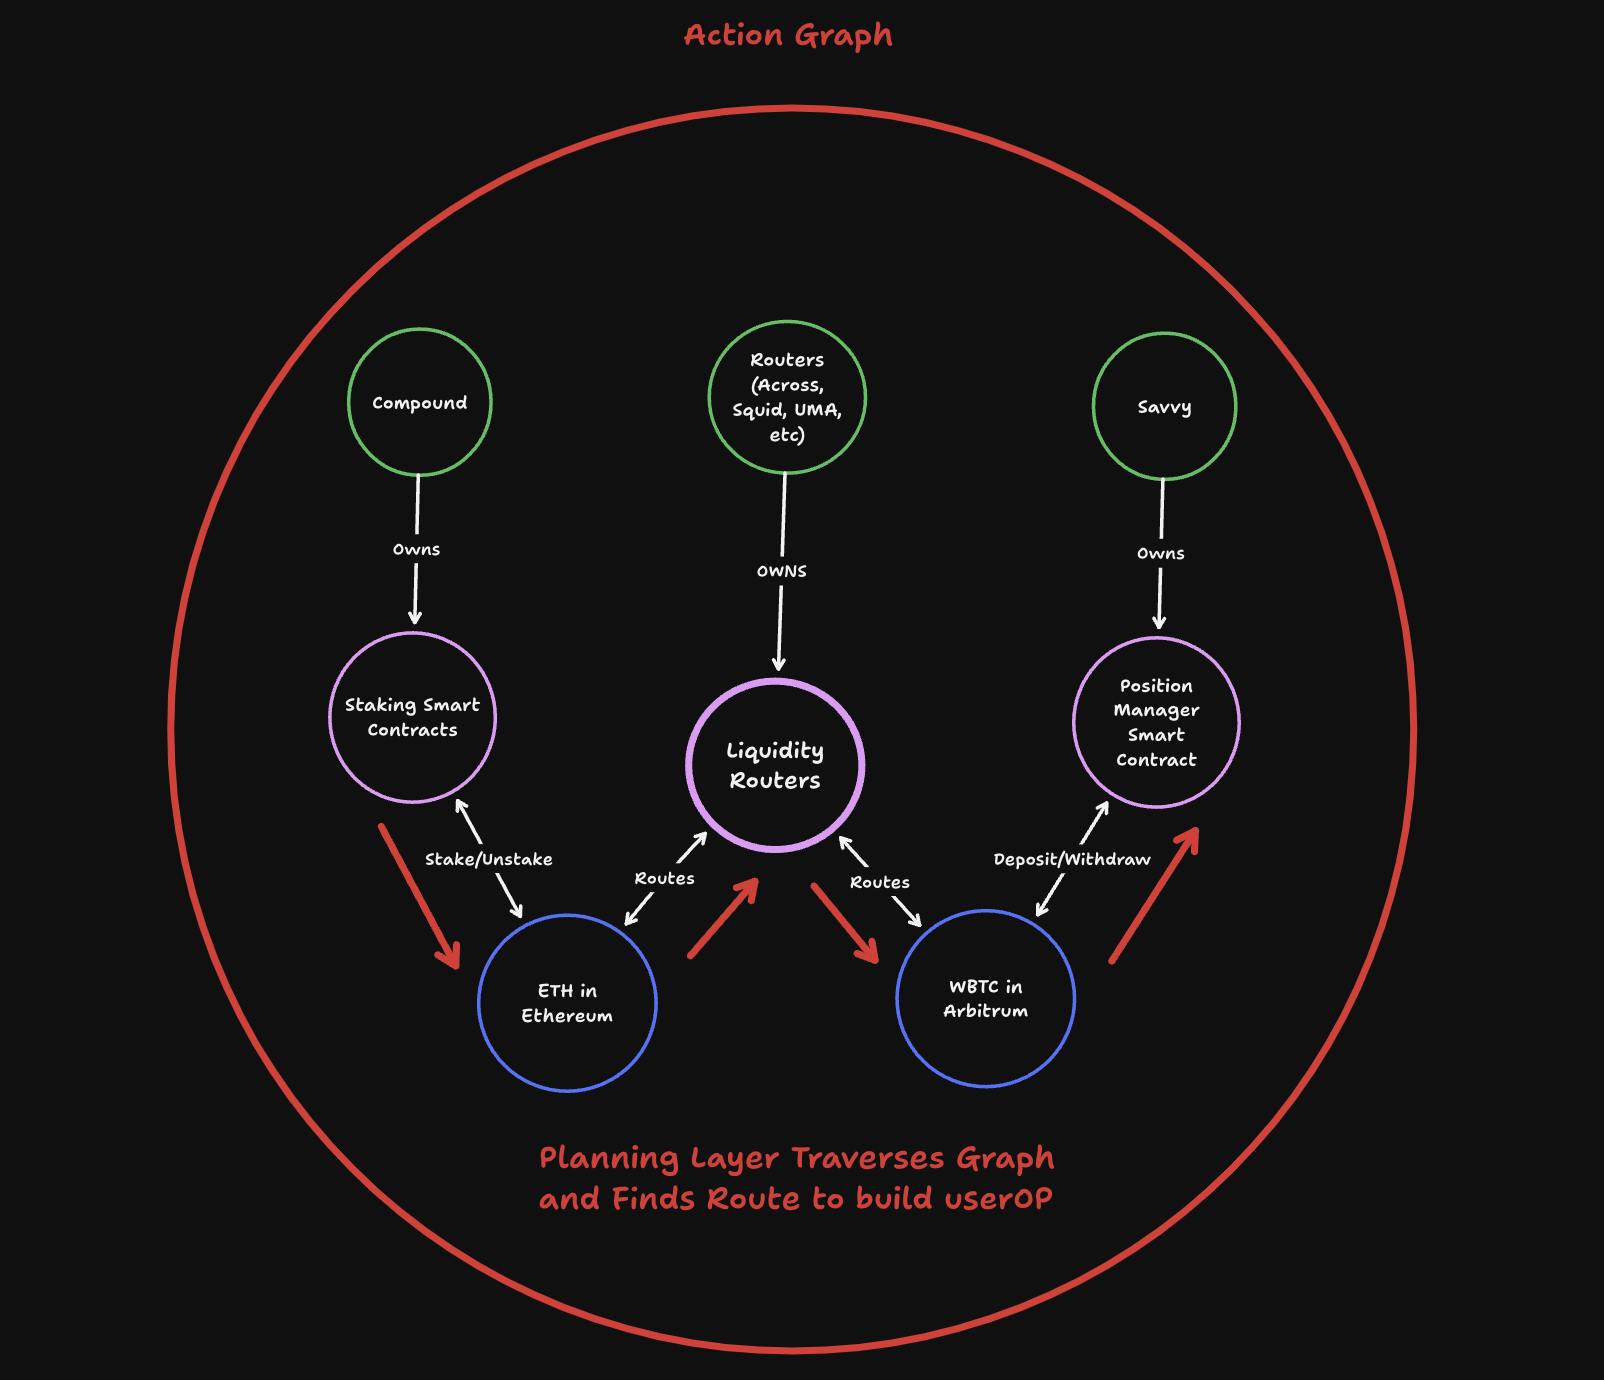 Action Graph
Compound
Routers
(Across,
Squid, UMA,
etc)
Savvy
Owns
OWNS
Owns
Staking Smart
Contracts
Liquidity
Routers
Position
Manager
Smart
Contract
Stake/Unstake
Routes
Routes
Deposit/Withdraw
ETH in
Ethereum
WBTC in
Arbitrum
Planning Layer Traverses Graph
and Finds Route to build userOP